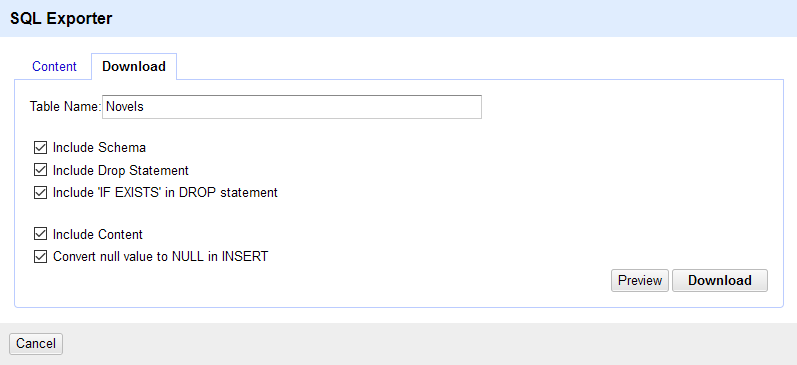 SQL Exporter
Content Download
Table Name: Novels
Include Schema
Include Drop Statement
Include 'IF EXISTS' in DROP statement
Include Content
Convert null value to NULL in INSERT
Preview Download
Cancel